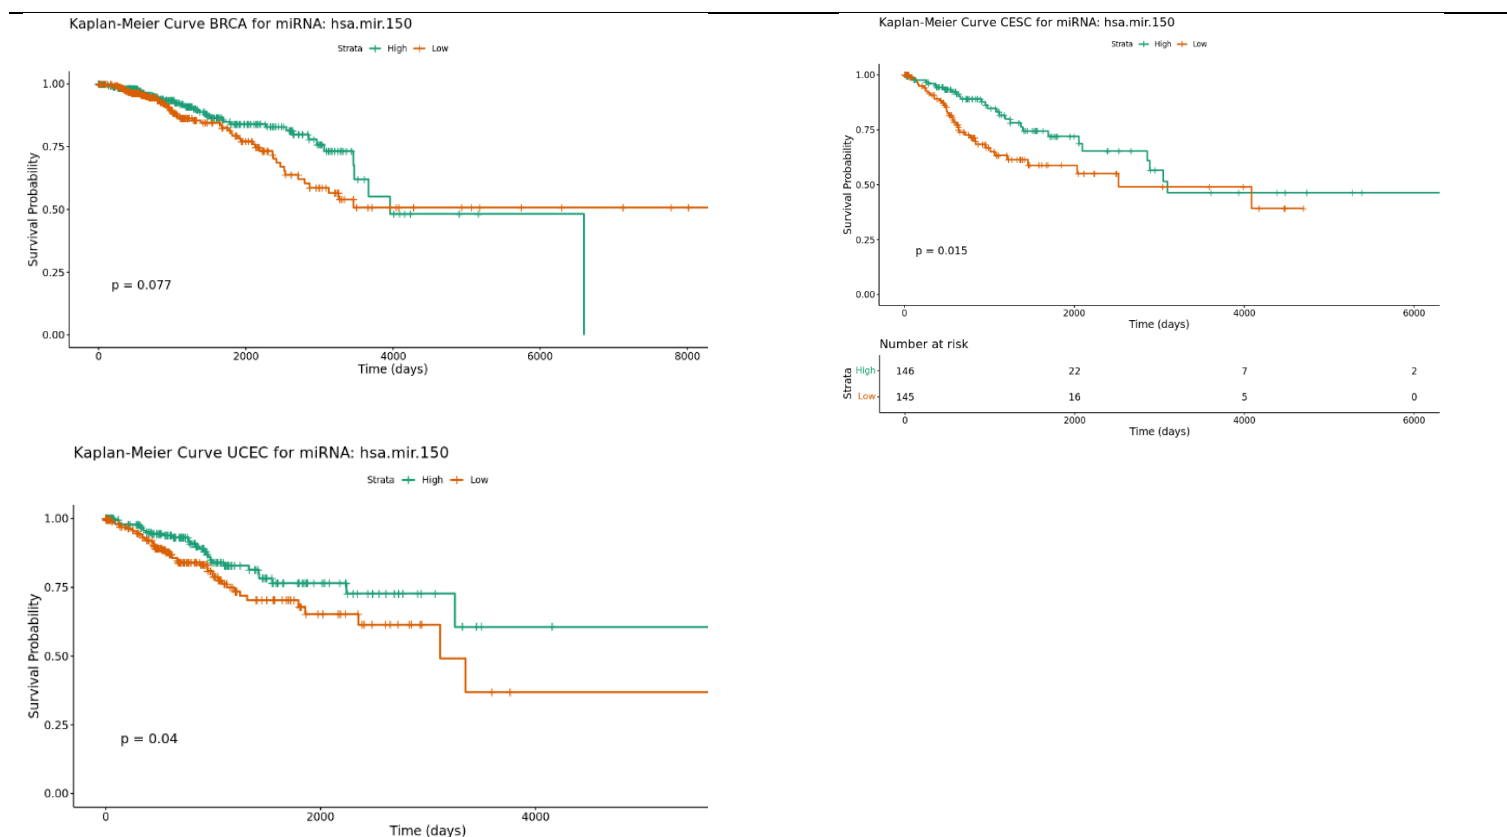 Kaplan-Meier Curve BRCA for miRNA: hsa.mir.150
Strata High Low
1.00
0.75
0.50
0.25
0.00
Survival Probability
p = 0.077
0 2000 4000 6000 8000
Time (days)
Kaplan-Meier Curve CESC for miRNA: hsa.mir.150
Strata High Low
1.00
0.75
0.50
0.25
0.00
Survival Probability
p = 0.015
0 2000 4000 6000
Time (days)
Number at risk
Strata
High 146 22 7 2
Low 145 16 5 0
0 2000 4000 6000
Time (days)
Kaplan-Meier Curve UCEC for miRNA: hsa.mir.150
Strata High Low
1.00
0.75
0.50
0.25
0.00
Survival Probability
p = 0.04
0 2000 4000
Time (days)